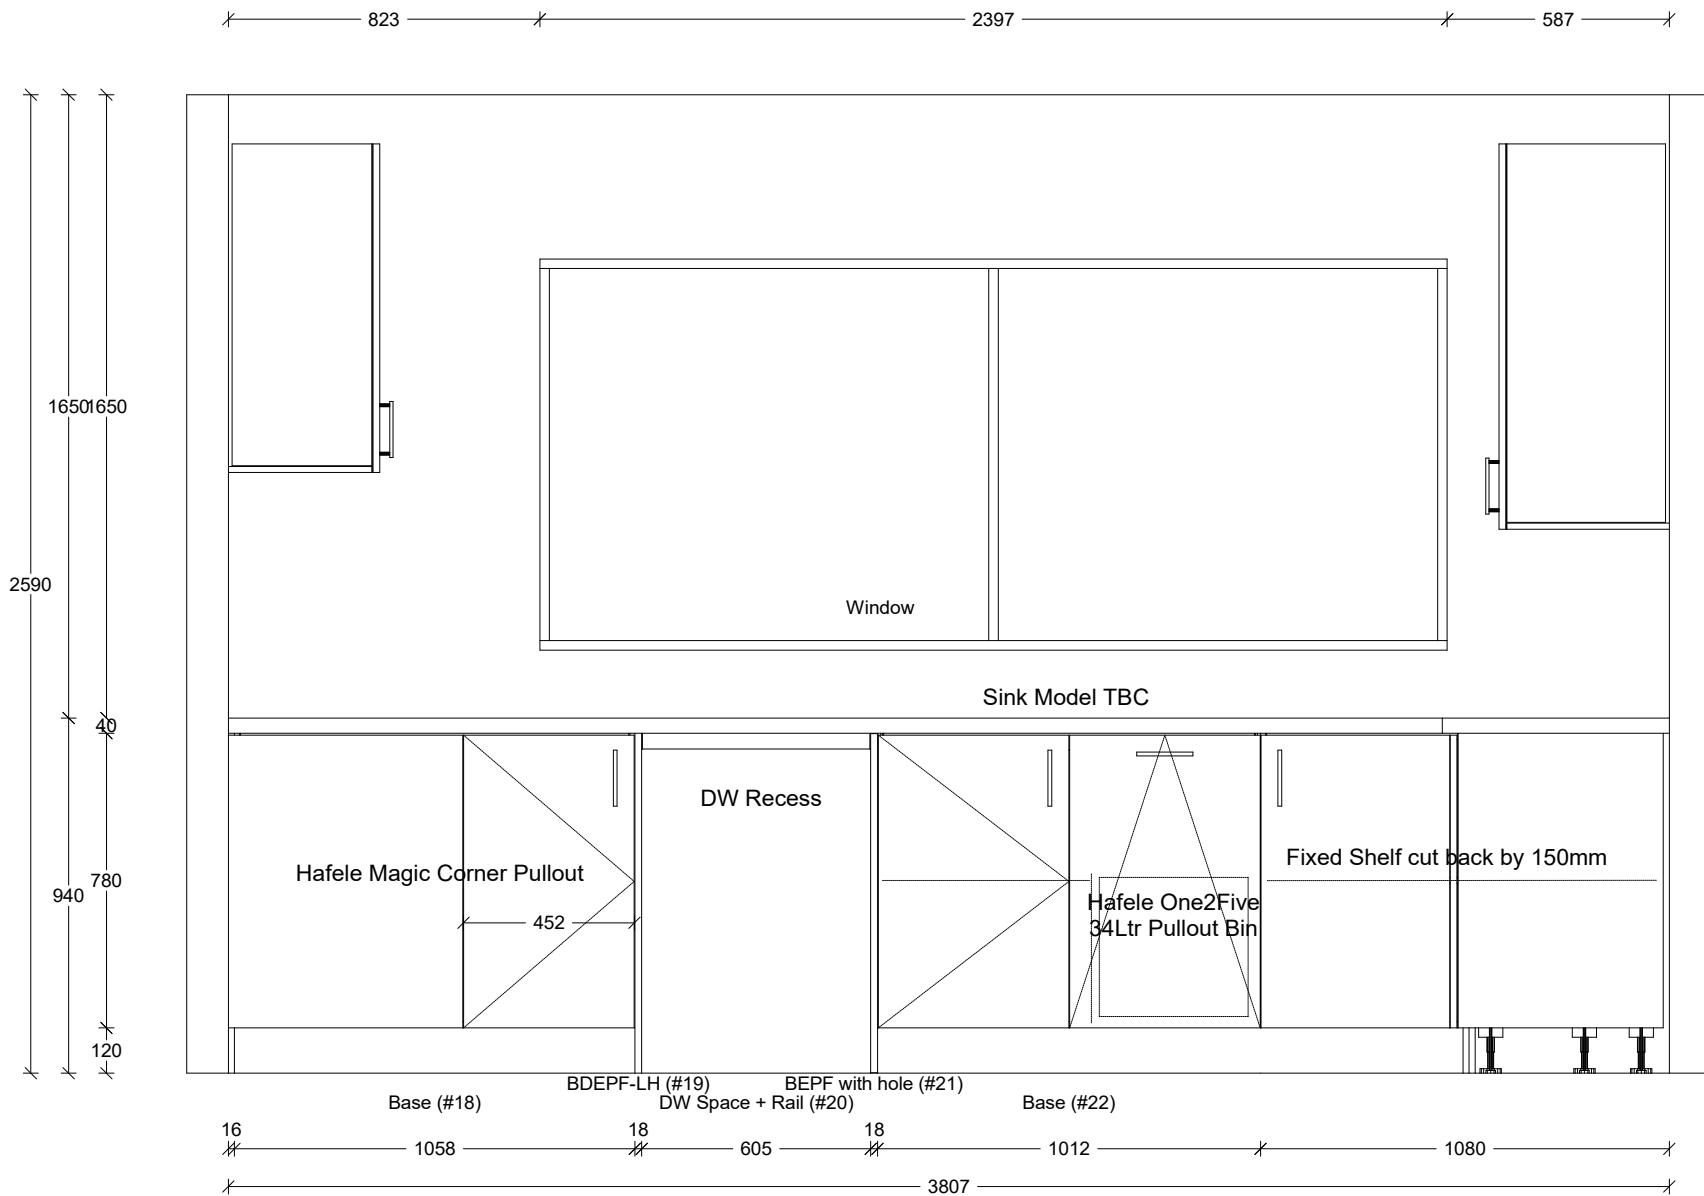 823
2397
587
1650
1650
2590
Window
Sink Model TBC
40
DW Recess
Fixed Shelf cut back by 150mm
Hafele Magic Corner Pullout
780
940
Hafele One2Five
34Ltr Pullout Bin
452
120
BDEPF-LH (#19)
BEPF with hole (#21)
Base (#18)
DW Space + Rail (#20)
Base (#22)
16
18
18
1058
605
1012
1080
3807